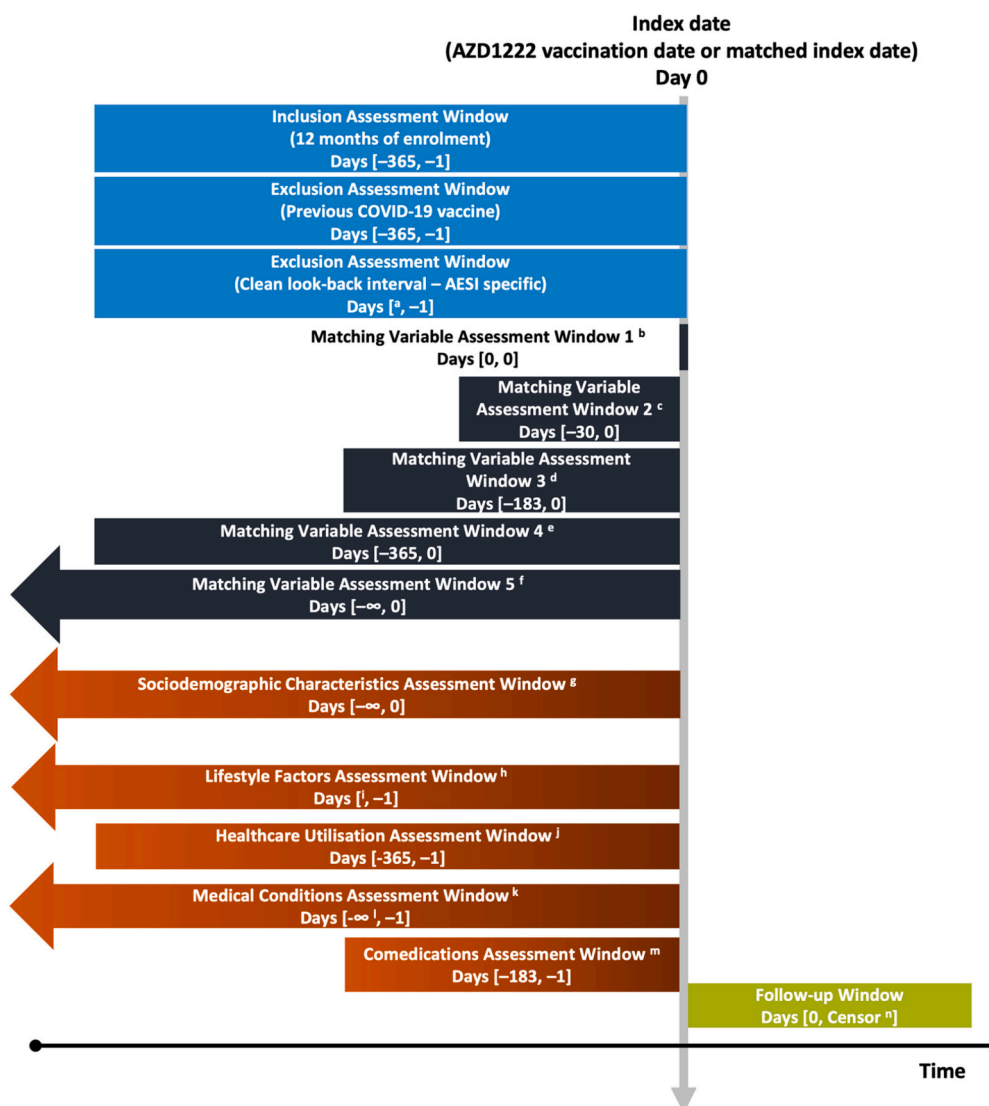 Index date
(AZD1222 vaccination date or matched index date)
Day 0
Inclusion Assessment Window
(12 months of enrolment)
Days [–365, –1]
Exclusion Assessment Window
(Previous COVID-19 vaccine)
Days [–365, –1]
Exclusion Assessment Window
(Clean look-back interval – AESI specific)
Days [ᵃ, –1]
Matching Variable Assessment Window 1 ᵇ
Days [0, 0]
Matching Variable
Assessment Window 2 ᶜ
Days [–30, 0]
Matching Variable Assessment
Window 3 ᵈ
Days [–183, 0]
Matching Variable Assessment Window 4 ᵉ
Days [–365, 0]
Matching Variable Assessment Window 5 ᶠ
Days [–∞, 0]
Sociodemographic Characteristics Assessment Window ᵍ
Days [–∞, 0]
Lifestyle Factors Assessment Window ʰ
Days [ⁱ, –1]
Healthcare Utilisation Assessment Window ʲ
Days [-365, –1]
Medical Conditions Assessment Window ᵏ
Days [-∞ ˡ, –1]
Comedications Assessment Window ᵐ
Days [–183, –1]
Follow-up Window
Days [0, Censor ⁿ]
Time